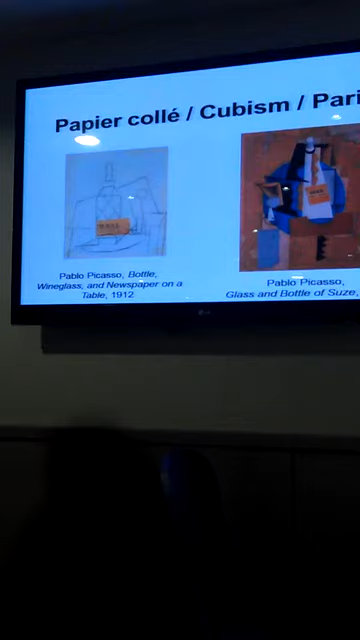 Papier collé / Cubism / Pari
Pablo Picasso, Bottle,
Wineglass, and Newspaper on a
Table, 1912
Pablo Picasso,
Glass and Bottle of Suze,
LG